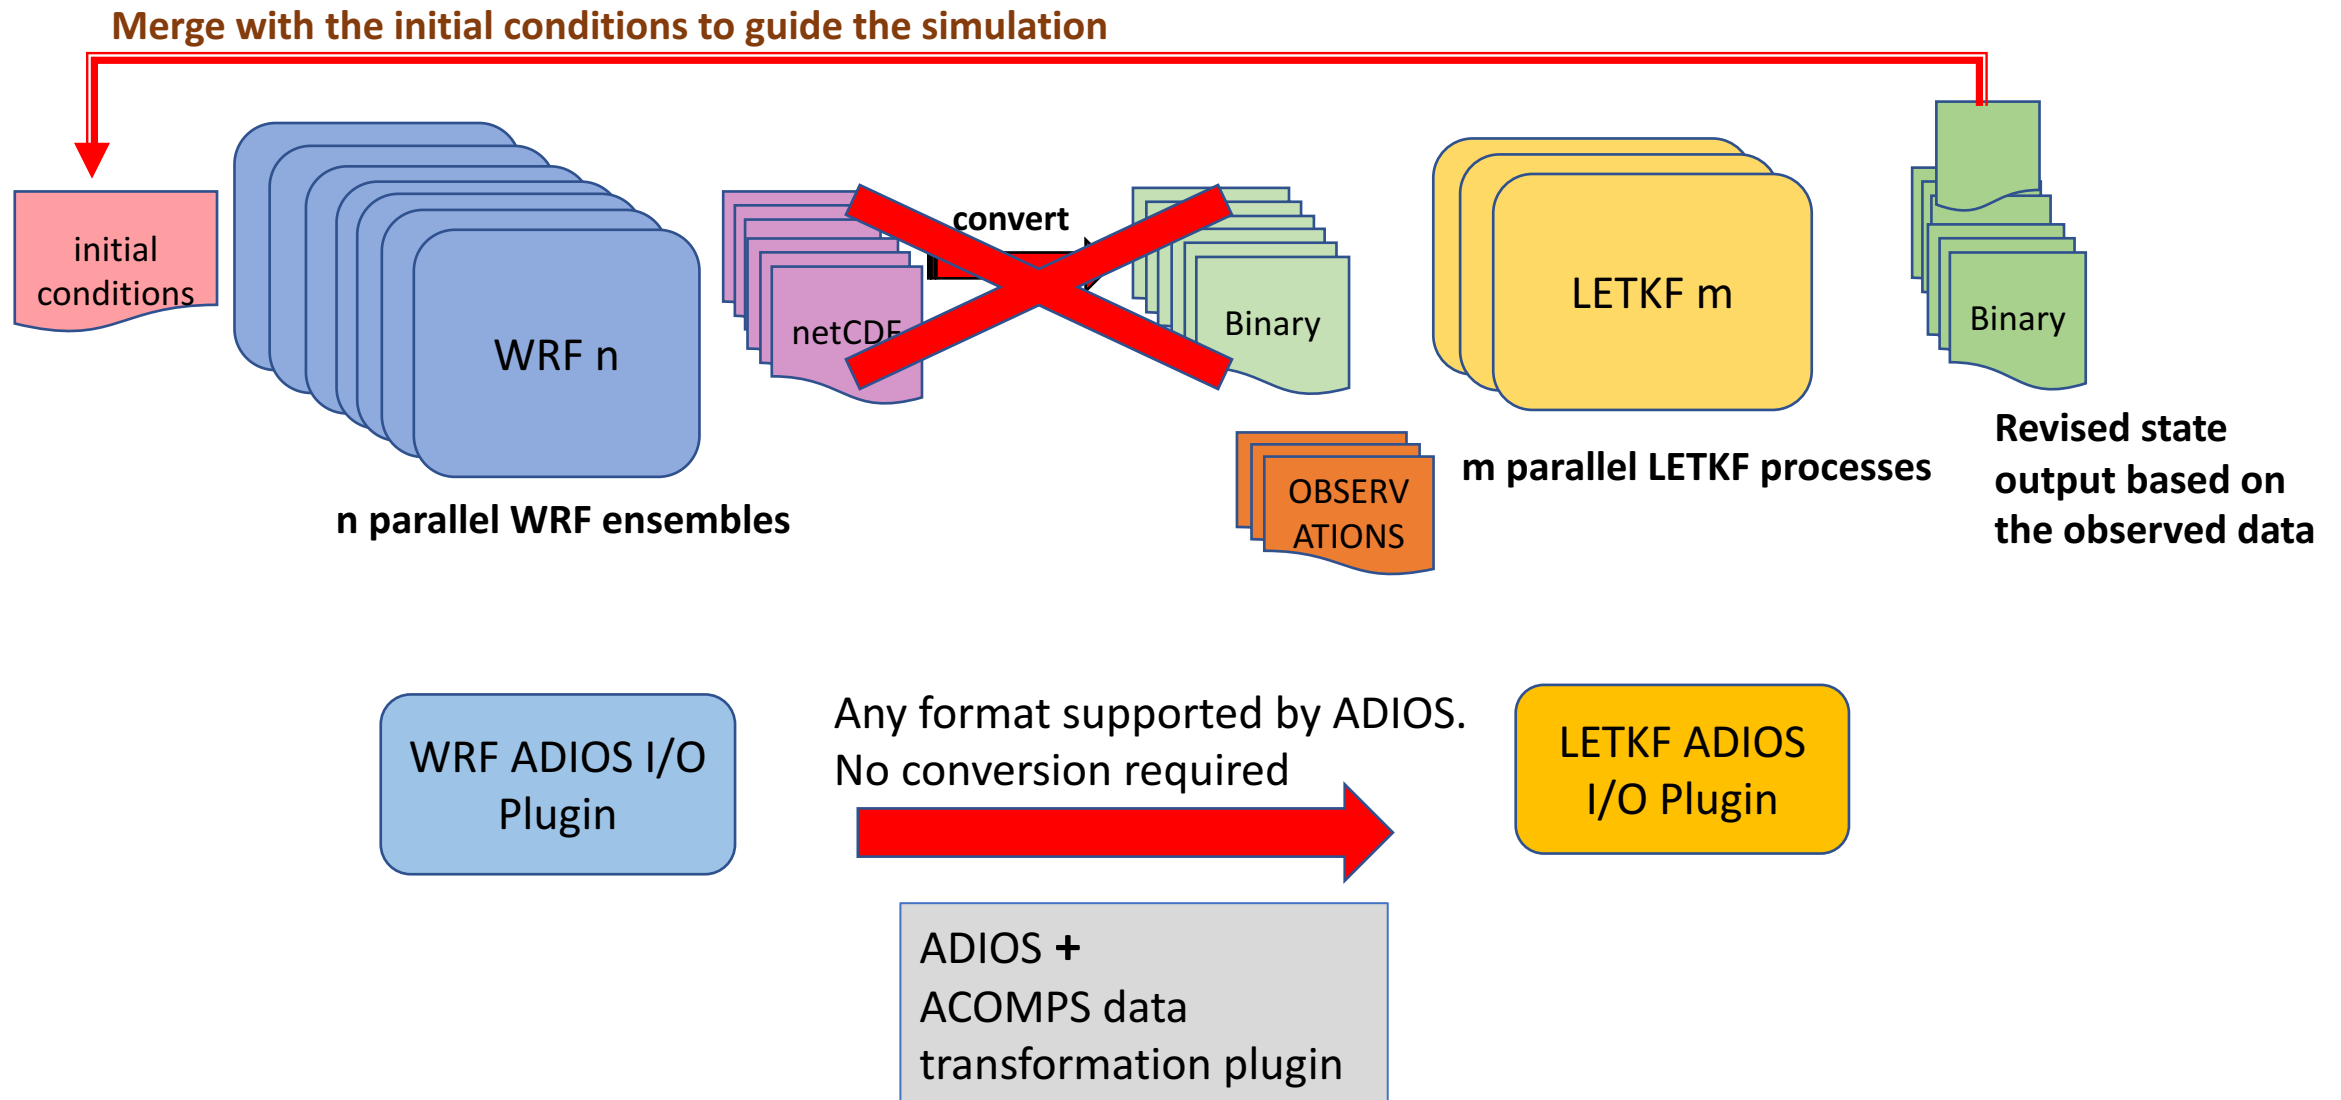 Merge with the initial conditions to guide the simulation
initial
conditions
WRF n
n parallel WRF ensembles
netCDF
convert
Binary
OBSERV
ATIONS
LETKF m
m parallel LETKF processes
Binary
Revised state
output based on
the observed data
WRF ADIOS I/O
Plugin
Any format supported by ADIOS.
No conversion required
LETKF ADIOS
I/O Plugin
ADIOS +
ACOMPS data
transformation plugin